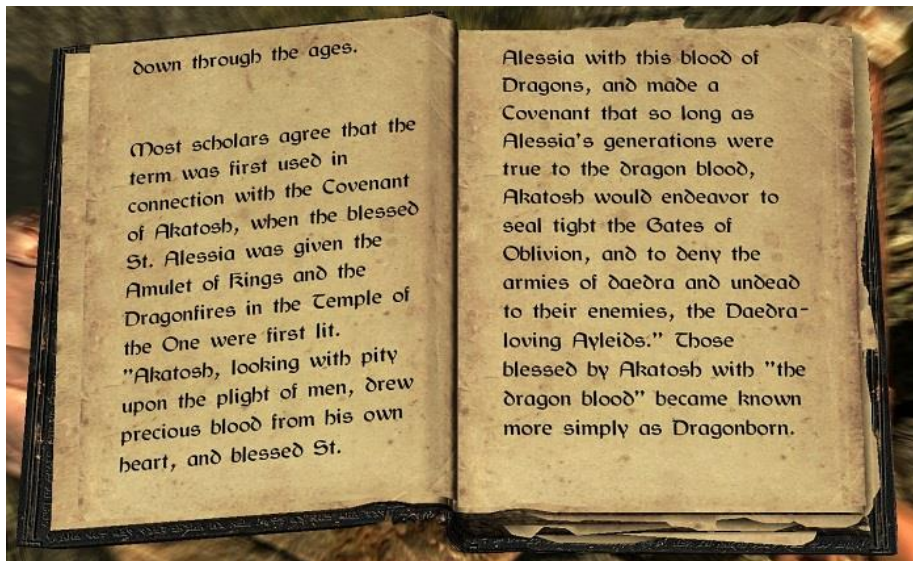 down through the ages.
Most scholars agree that the
term was first used in
connection with the Covenant
of Akatosh, when the blessed
St. Alessia was given the
Amulet of Kings and the
Dragonfires in the Temple of
the One were first lit.
"Akatosh, looking with pity
upon the plight of men, drew
precious blood from his own
heart, and blessed St.
Alessia with this blood of
Dragons, and made a
Covenant that so long as
Alessia's generations were
true to the dragon blood,
Akatosh would endeavor to
seal tight the Gates of
Oblivion, and to deny the
armies of daedra and undead
to their enemies, the Daedra-
loving Ayleids." Those
blessed by Akatosh with "the
dragon blood" became known
more simply as Dragonborn.